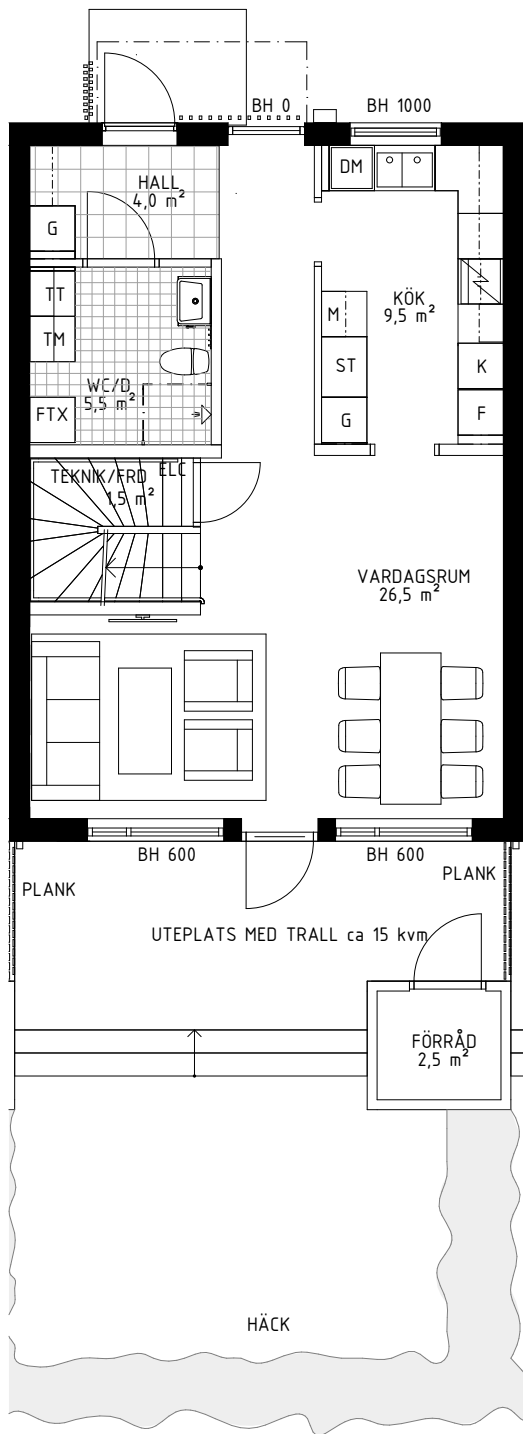 BH 0
BH 1000
DM
HALL
4,0 m²
G
TT
TM
KÖK
9,5 m²
M
ST
K
WC/D
5,5 m²
FTX
G
F
TEKNIK/FRD
ELC
1,5 m²
VARDAGSRUM
26,5 m²
BH 600
BH 600
PLANK
PLANK
UTEPLATS MED TRALL ca 15 kvm
FÖRRÅD
2,5 m²
HÄCK